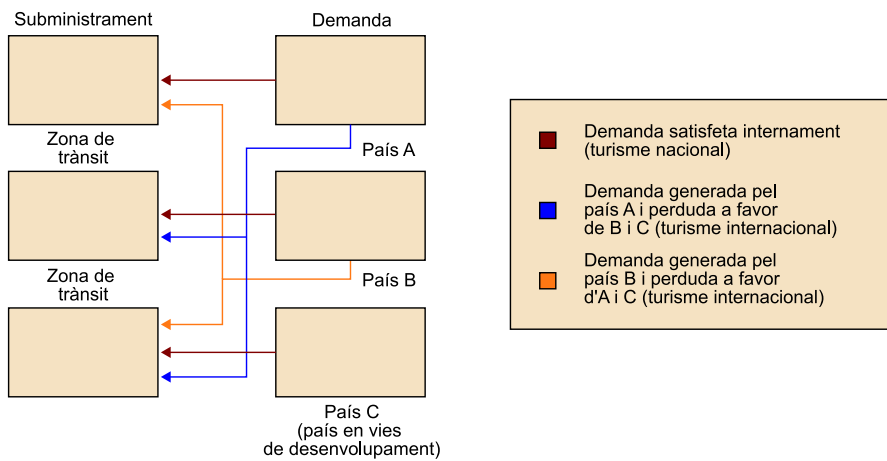 Subministrament
Demanda
Zona de
trànsit
País A
Zona de
trànsit
País B
País C
(país en vies
de desenvolupament)
Demanda satisfeta internament
(turisme nacional)
Demanda generada pel
país A i perduda a favor
de B i C (turisme internacional)
Demanda generada pel
país B i perduda a favor
d'A i C (turisme internacional)